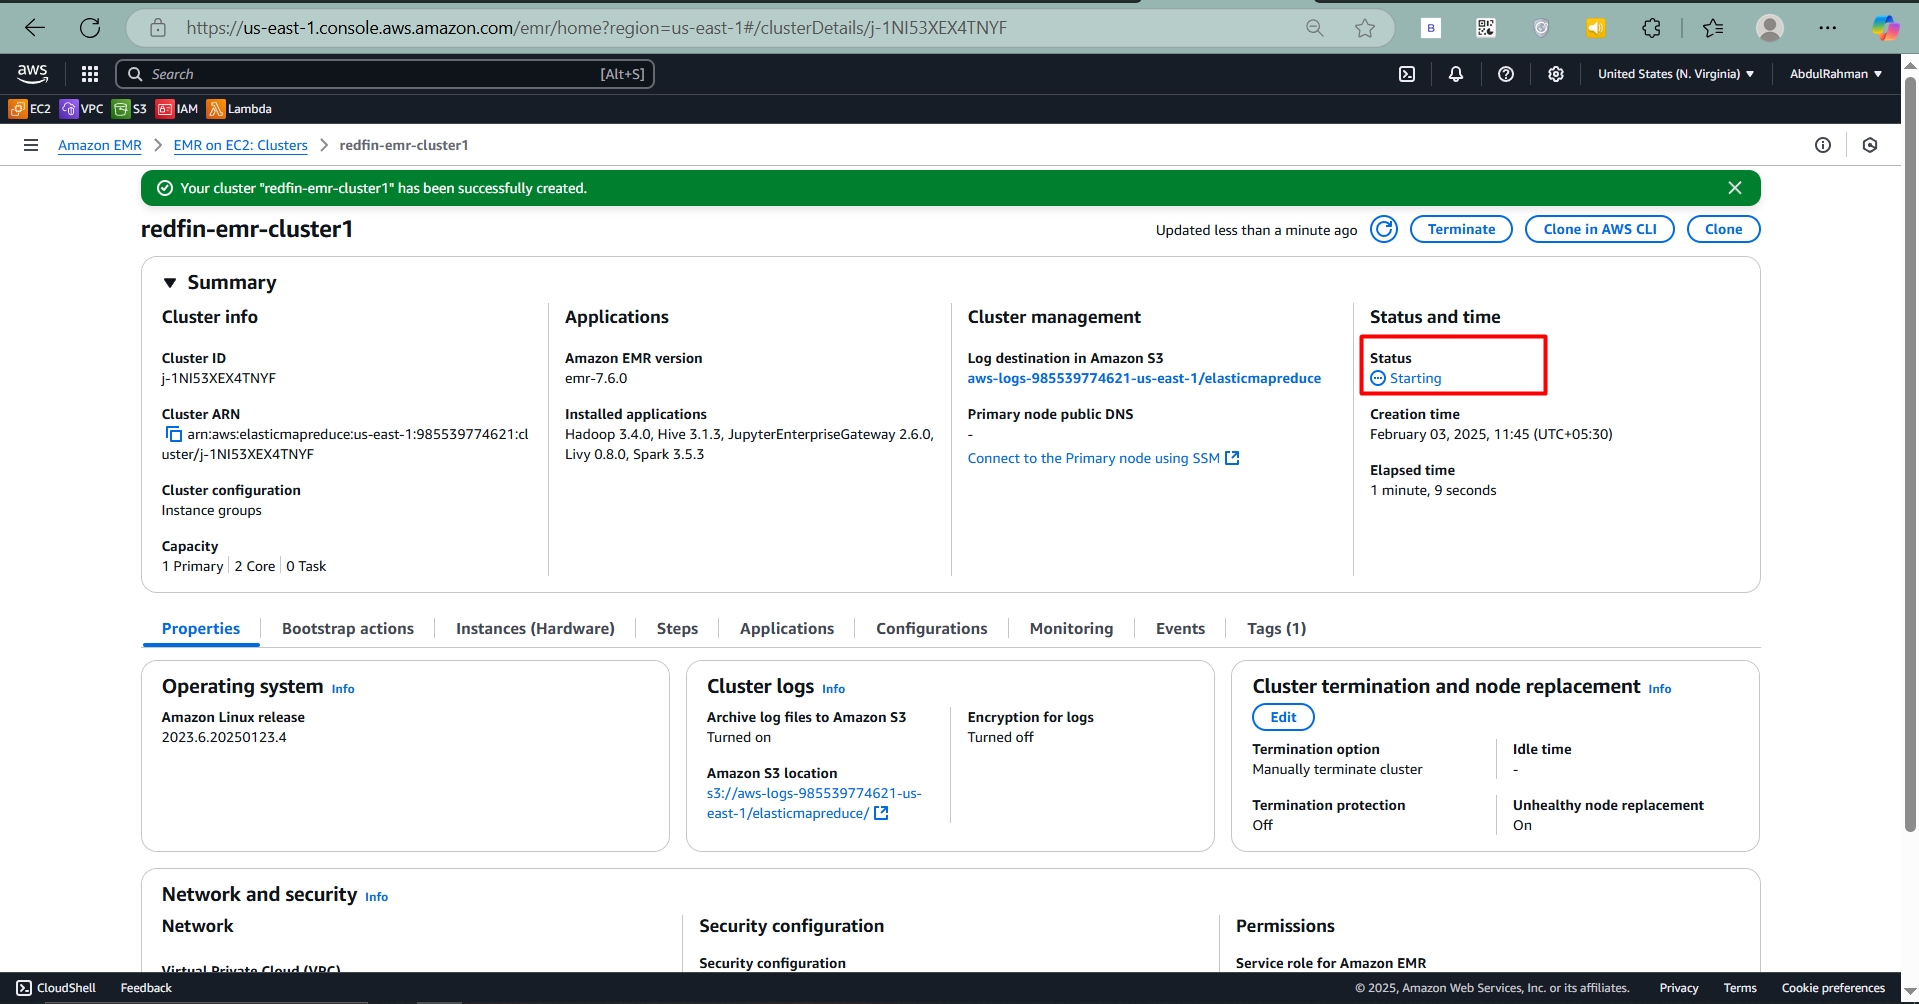 https://us-east-1.console.aws.amazon.com/emr/home?region=us-east-1#/clusterDetails/j-1NI53XEX4TNYF
B
aws
Search
[Alt+S]
United States (N. Virginia)
AbdulRahman
EC2 VPC S3 IAM Lambda
Amazon EMR > EMR on EC2: Clusters > redfin-emr-cluster1
Your cluster "redfin-emr-cluster1" has been successfully created.
redfin-emr-cluster1
Updated less than a minute ago
Terminate
Clone in AWS CLI
Clone
Summary
Cluster info
Cluster ID
j-1NI53XEX4TNYF
Cluster ARN
arn:aws:elasticmapreduce:us-east-1:985539774621:cl
uster/j-1NI53XEX4TNYF
Cluster configuration
Instance groups
Capacity
1 Primary | 2 Core | 0 Task
Applications
Amazon EMR version
emr-7.6.0
Installed applications
Hadoop 3.4.0, Hive 3.1.3, JupyterEnterpriseGateway 2.6.0,
Livy 0.8.0, Spark 3.5.3
Cluster management
Log destination in Amazon S3
aws-logs-985539774621-us-east-1/elasticmapreduce
Primary node public DNS
-
Connect to the Primary node using SSM
Status and time
Status
Starting
Creation time
February 03, 2025, 11:45 (UTC+05:30)
Elapsed time
1 minute, 9 seconds
Properties
Bootstrap actions
Instances (Hardware)
Steps
Applications
Configurations
Monitoring
Events
Tags (1)
Operating system Info
Amazon Linux release
2023.6.20250123.4
Cluster logs Info
Archive log files to Amazon S3
Turned on
Amazon S3 location
s3://aws-logs-985539774621-us-
east-1/elasticmapreduce/
Encryption for logs
Turned off
Cluster termination and node replacement Info
Edit
Termination option
Manually terminate cluster
Idle time
-
Termination protection
Off
Unhealthy node replacement
On
Network and security Info
Network
Virtual Private Cloud (VPC)
Security configuration
Security configuration
Permissions
Service role for Amazon EMR
CloudShell
Feedback
© 2025, Amazon Web Services, Inc. or its affiliates.
Privacy
Terms
Cookie preferences